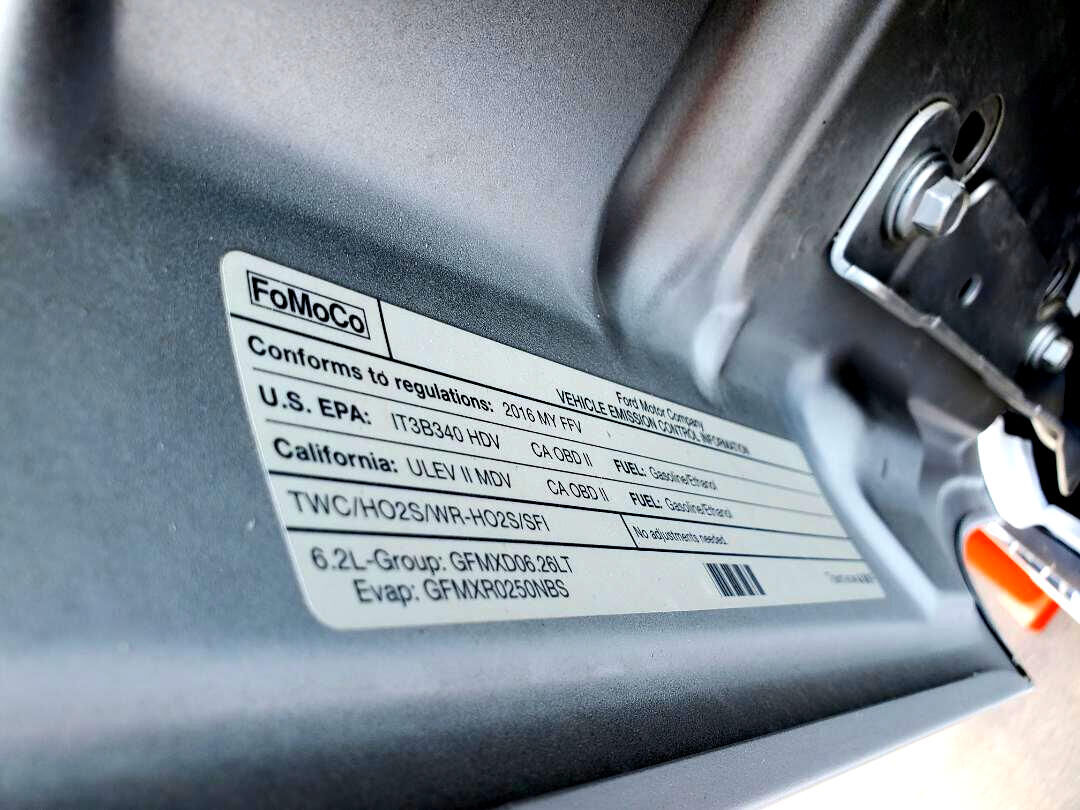 FoMoCo
Ford Motor Company
VEHICLE EMISSION CONTROL INFORMATION
Conforms to regulations: 2016 MY FFV
U.S. EPA: IT3B340 HDV CA OBD II FUEL: Gasoline/Ethanol
California: ULEV II MDV CA OBD II FUEL: Gasoline/Ethanol
TWC/HO2S/WR-HO2S/SFI No adjustments needed.
6.2L-Group: GFMXD06.26LT
Evap: GFMXR0250NBS